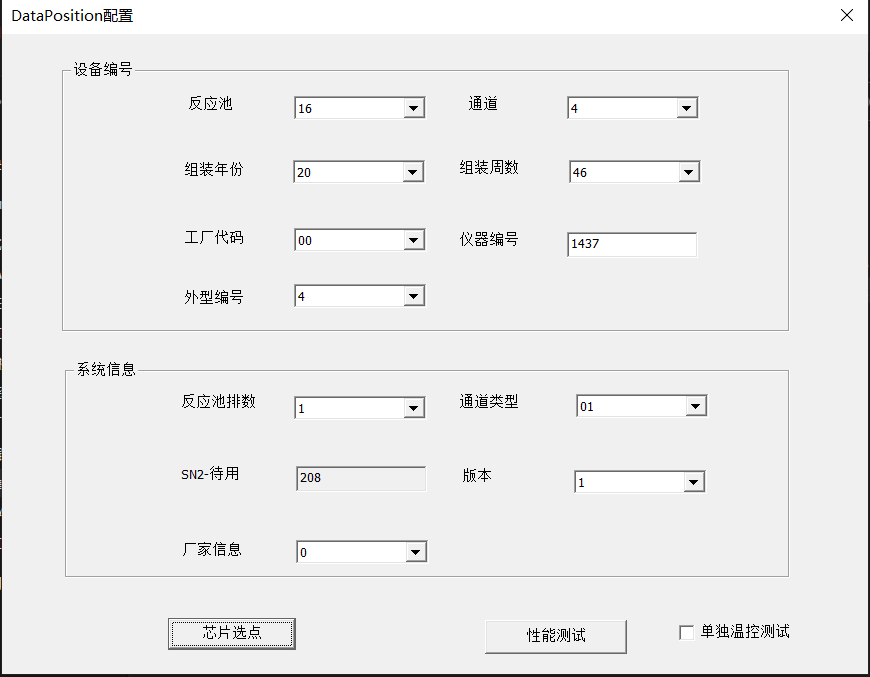 DataPosition配置
设备编号
反应池 16 通道 4
组装年份 20 组装周数 46
工厂代码 00 仪器编号 1437
外型编号 4
系统信息
反应池排数 1 通道类型 01
SN2-待用 208 版本 1
厂家信息 0
芯片选点 性能测试 单独温控测试